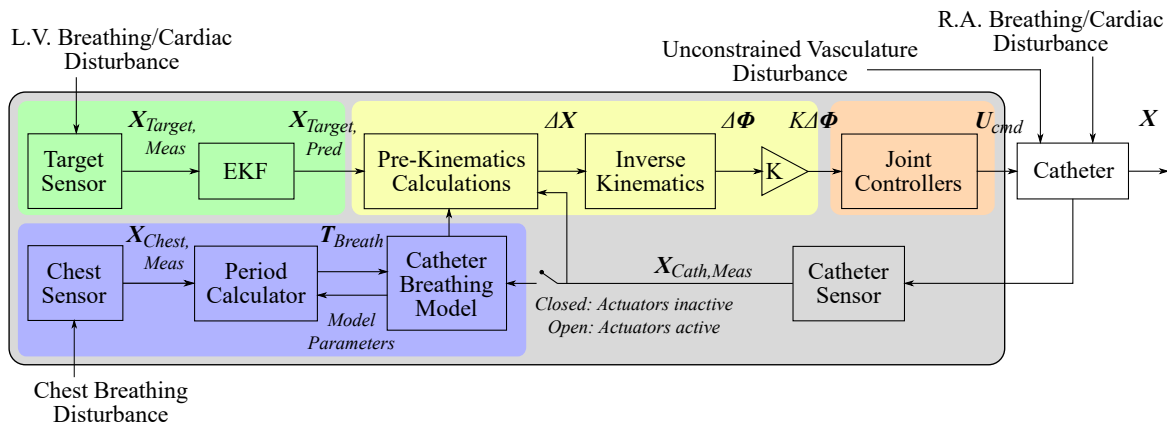 L.V. Breathing/Cardiac
Disturbance
R.A. Breathing/Cardiac
Disturbance
Unconstrained Vasculature
Disturbance
X_Target,
Meas
X_Target,
Pred
ΔX
ΔΦ
KΔΦ
U_cmd
X
Target
Sensor
EKF
Pre-Kinematics
Calculations
Inverse
Kinematics
K
Joint
Controllers
Catheter
X_Chest,
Meas
T_Breath
Chest
Sensor
Period
Calculator
Catheter
Breathing
Model
Model
Parameters
X_Cath,Meas
Closed: Actuators inactive
Open: Actuators active
Catheter
Sensor
Chest Breathing
Disturbance